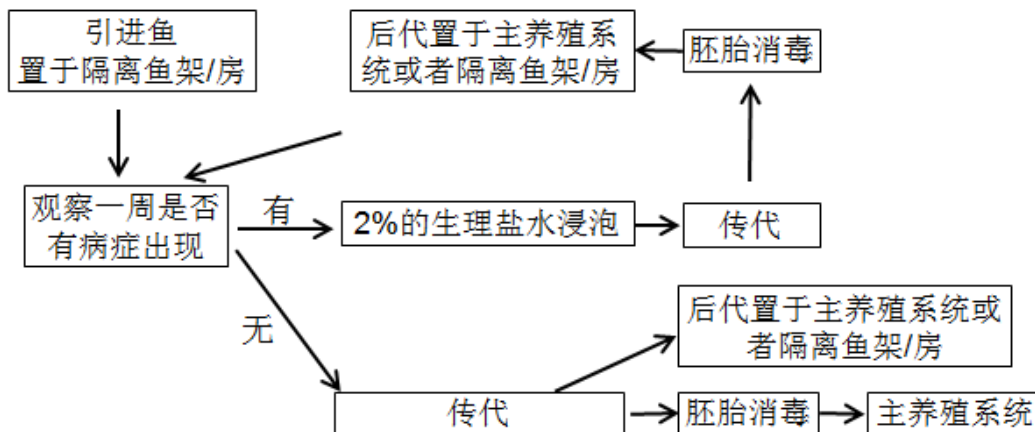 引进鱼
置于隔离鱼架/房
后代置于主养殖系
统或者隔离鱼架/房
胚胎消毒
观察一周是否
有病症出现
有
2%的生理盐水浸泡
传代
无
后代置于主养殖系统或
者隔离鱼架/房
传代
胚胎消毒
主养殖系统